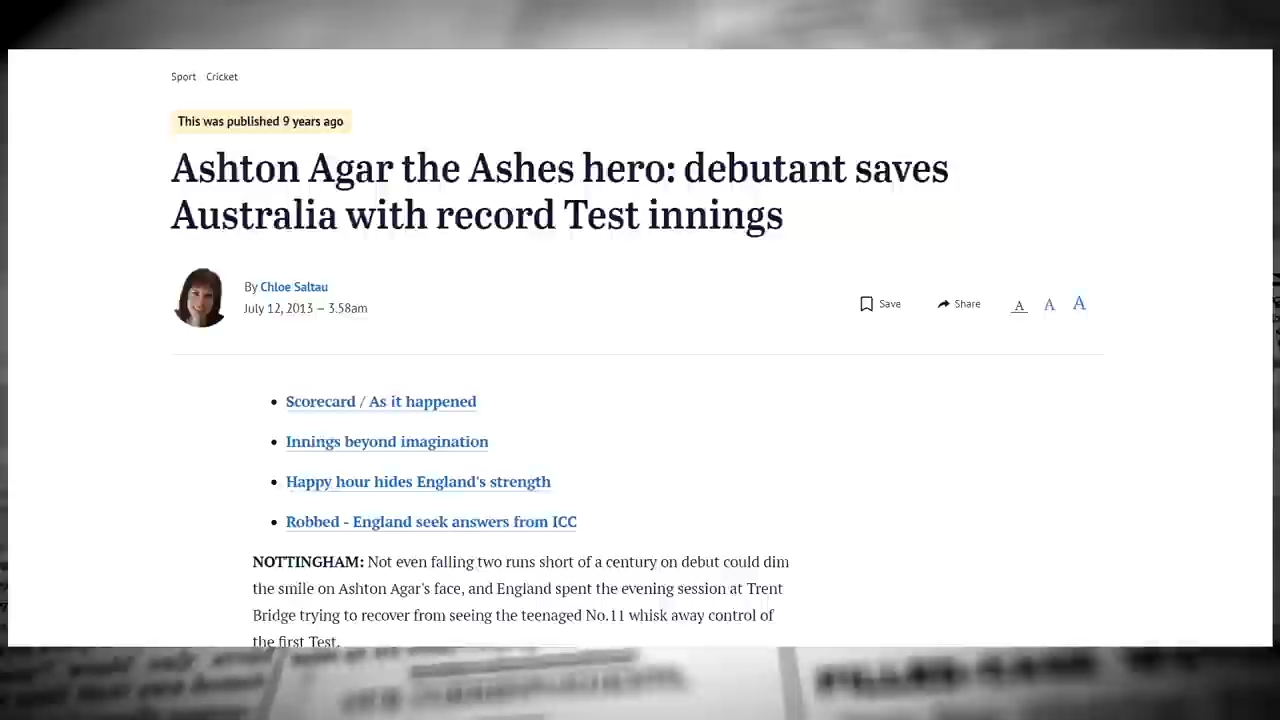 Sport Cricket
This was published 9 years ago
Ashton Agar the Ashes hero: debutant saves
Australia with record Test innings
By Chloe Saltau
July 12, 2013 – 3.58am
Save Share A A A
Scorecard / As it happened
Innings beyond imagination
Happy hour hides England's strength
Robbed - England seek answers from ICC
NOTTINGHAM: Not even falling two runs short of a century on debut could dim
the smile on Ashton Agar's face, and England spent the evening session at Trent
Bridge trying to recover from seeing the teenaged No.11 whisk away control of
the first Test.